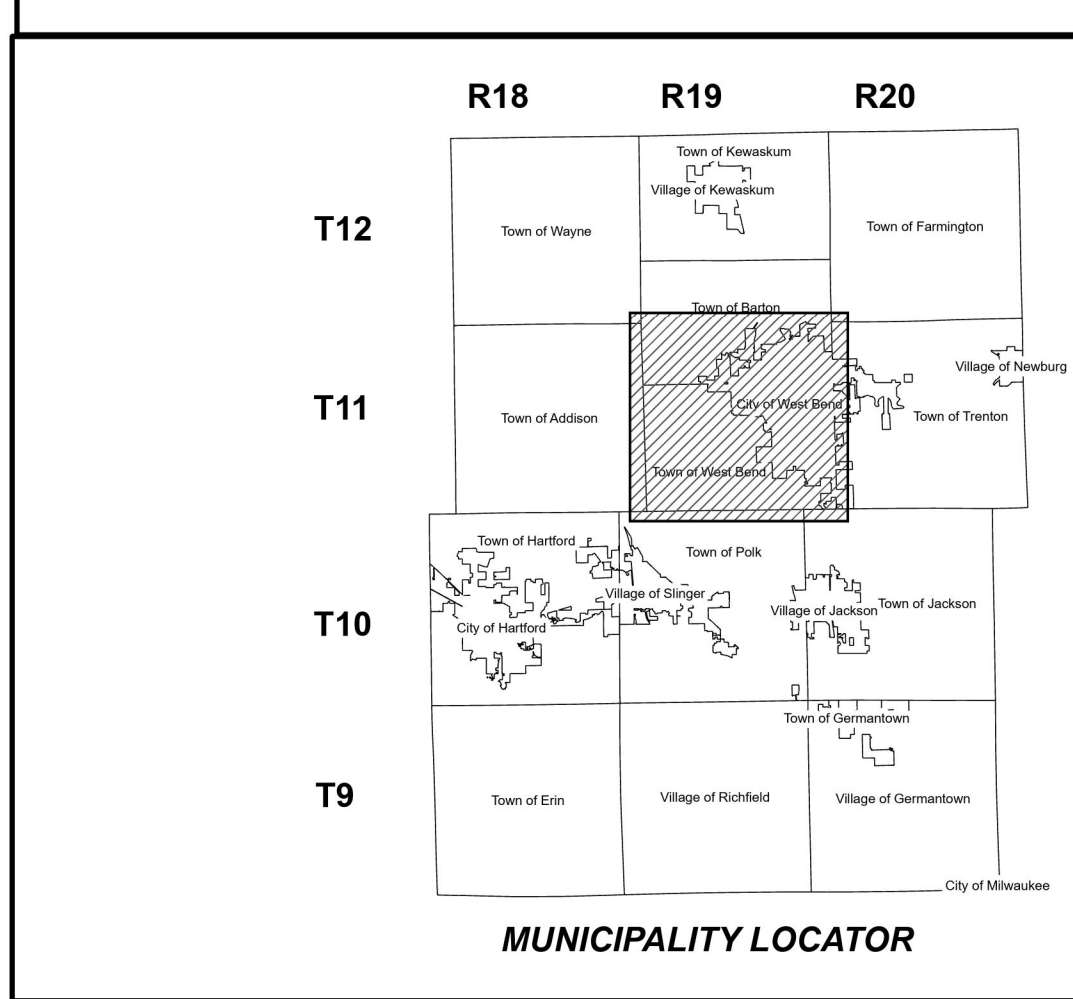 R18 R19 R20
Town of Kewaskum
Village of Kewaskum
T12
Town of Wayne
Town of Farmington
Town of Barton
Village of Newburg
T11
City of West Bend
Town of Addison
Town of Trenton
Town of West Bend
Town of Hartford
Town of Polk
Village of Slinger
Village of Jackson
Town of Jackson
T10
City of Hartford
Town of Germantown
T9
Town of Erin
Village of Richfield
Village of Germantown
City of Milwaukee
MUNICIPALITY LOCATOR